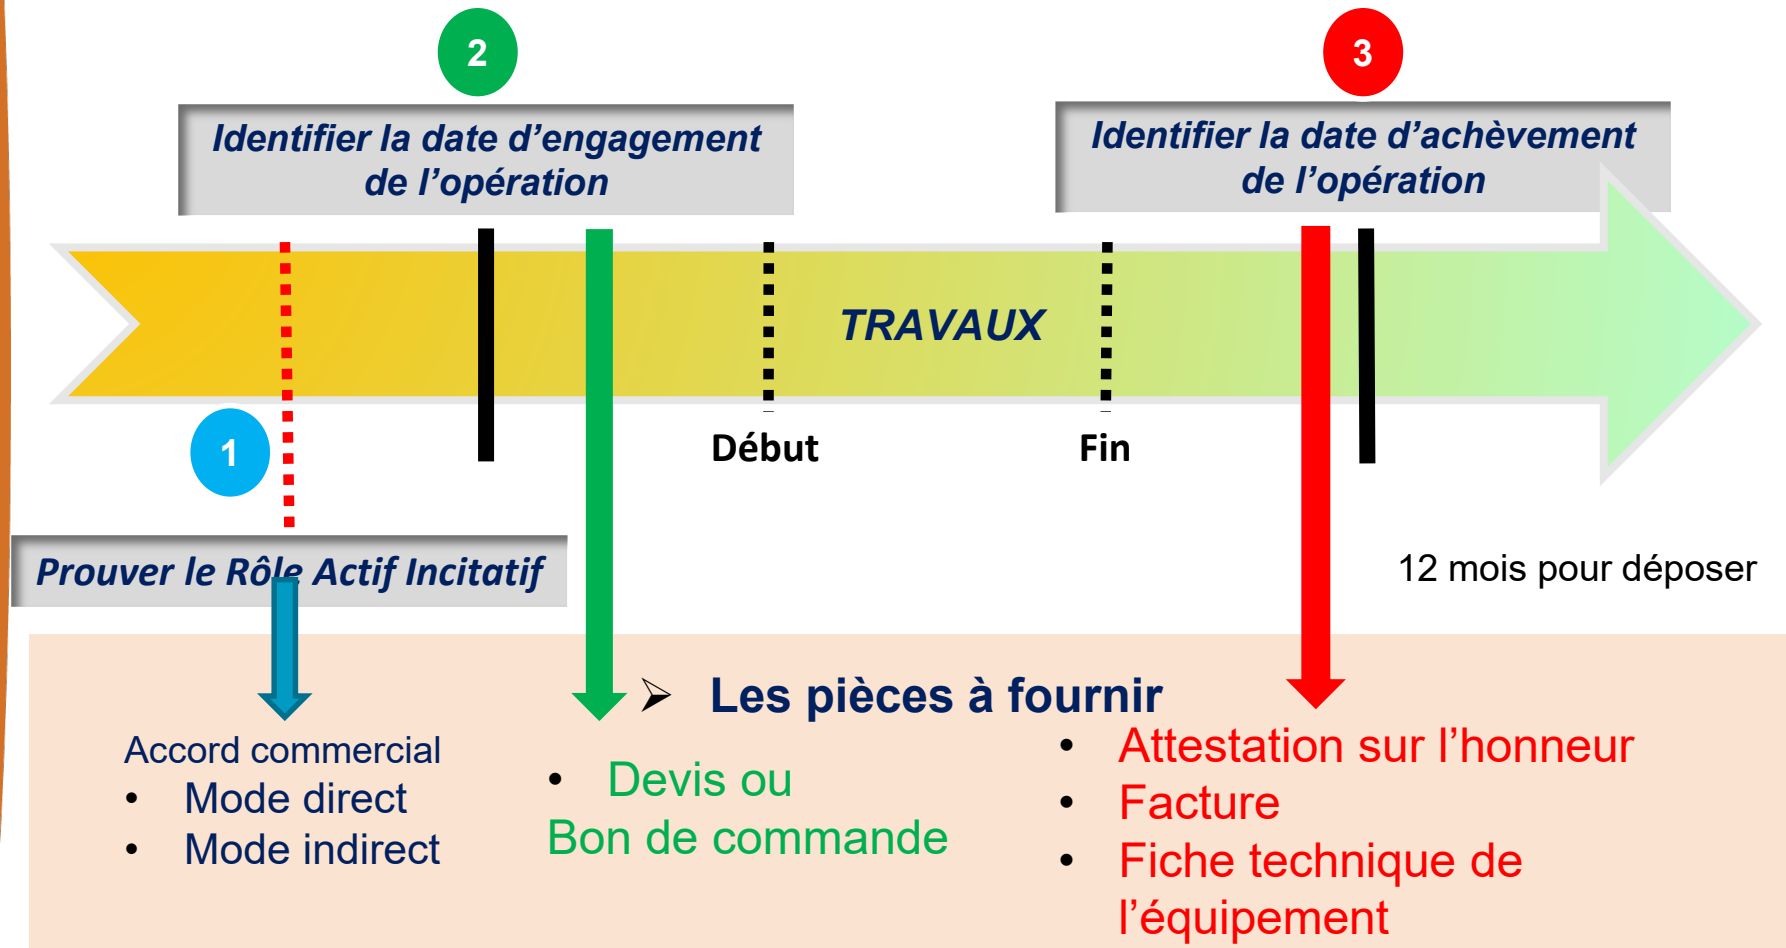 2
3
Identifier la date d’engagement
de l’opération
Identifier la date d’achèvement
de l’opération
TRAVAUX
1
Début
Fin
Prouver le Rôle Actif Incitatif
12 mois pour déposer
➢ Les pièces à fournir
Accord commercial
• Mode direct
• Mode indirect
• Devis ou
Bon de commande
• Attestation sur l’honneur
• Facture
• Fiche technique de
l’équipement